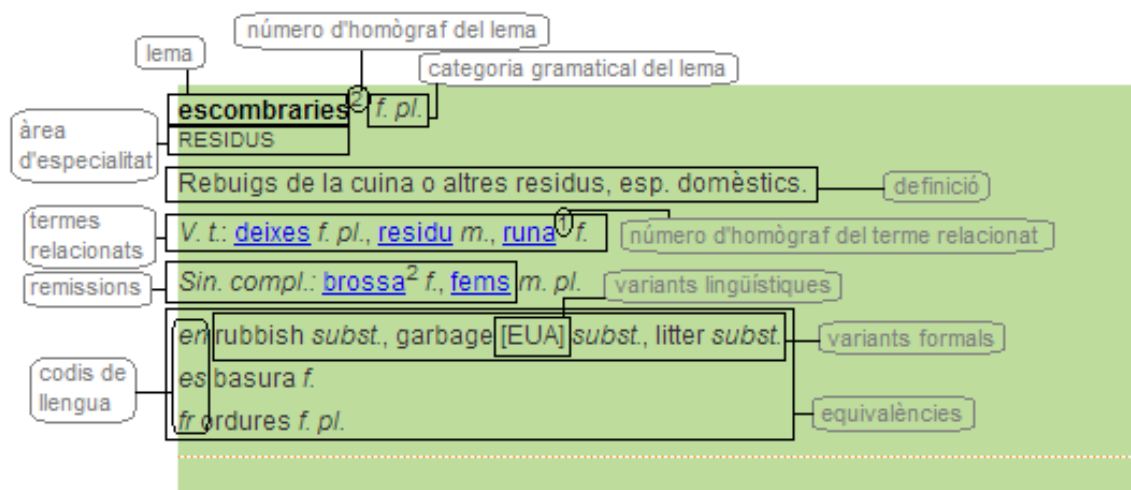 número d'homògraf del lema
lema
categoria gramatical del lema
escombraries² f. pl.
àrea
d'especialitat
RESIDUS
Rebuigs de la cuina o altres residus, esp. domèstics.
definició
termes
relacionats
V. t.: deixes f. pl., residu m., runa¹ f.
número d'homògraf del terme relacionat
remissions
Sin. compl.: brossa² f., fems m. pl.
variants lingüístiques
en rubbish subst., garbage [EUA] subst., litter subst.
variants formals
codis de
llengua
es basura f.
fr ordures f. pl.
equivalències